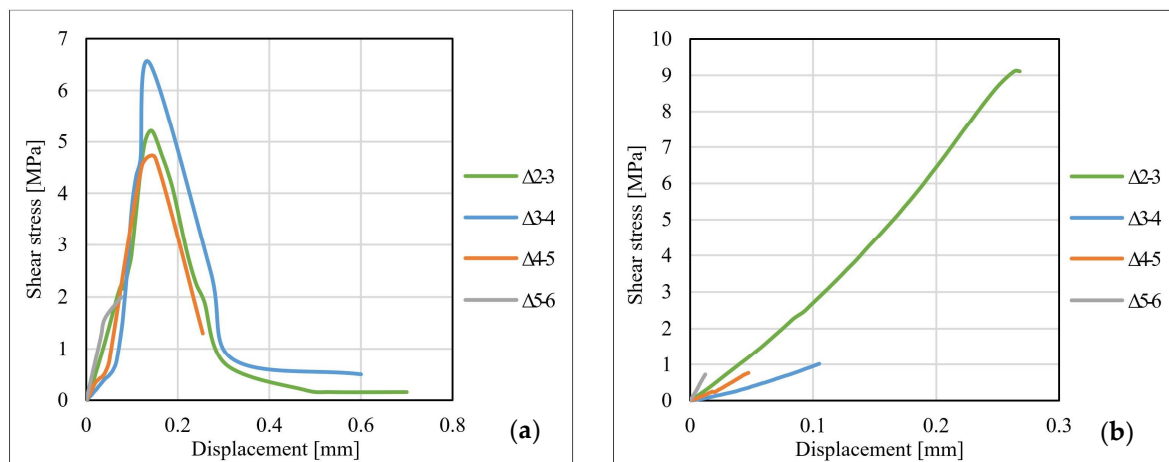 7
6
5
4
3
2
1
0
Shear stress [MPa]
0 0.2 0.4 0.6 0.8
Displacement [mm]
Δ2-3
Δ3-4
Δ4-5
Δ5-6
(a)
10
9
8
7
6
5
4
3
2
1
0
Shear stress [MPa]
0 0.1 0.2 0.3
Displacement [mm]
Δ2-3
Δ3-4
Δ4-5
Δ5-6
(b)